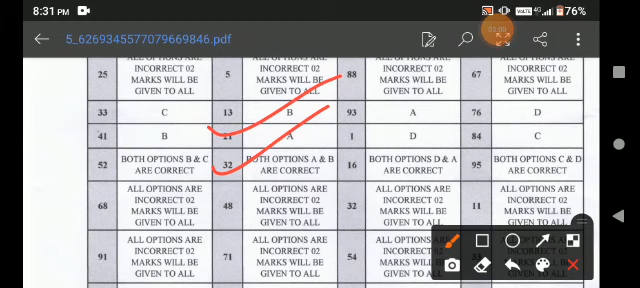 8:31 PM
VoLTE 4G 76%
5_6269345577079669846.pdf
02:00
ALL OPTIONS ARE ALL OPTIONS ARE ALL OPTIONS ARE ALL OPTIONS ARE
25 INCORRECT 02 5 INCORRECT 02 88 INCORRECT 02 67 INCORRECT 02
MARKS WILL BE MARKS WILL BE MARKS WILL BE MARKS WILL BE
GIVEN TO ALL GIVEN TO ALL GIVEN TO ALL GIVEN TO ALL
33 C 13 B 93 A 76 D
41 B 21 A 1 D 84 C
52 BOTH OPTIONS B & C 32 BOTH OPTIONS A & B 16 BOTH OPTIONS D & A 95 BOTH OPTIONS C & D
ARE CORRECT ARE CORRECT ARE CORRECT ARE CORRECT
ALL OPTIONS ARE ALL OPTIONS ARE ALL OPTIONS ARE ALL OPTIONS ARE
68 INCORRECT 02 48 INCORRECT 02 32 INCORRECT 02 11 INCORRECT 02
MARKS WILL BE MARKS WILL BE MARKS WILL BE MARKS WILL BE
GIVEN TO ALL GIVEN TO ALL GIVEN TO ALL
ALL OPTIONS ARE ALL OPTIONS ARE ALL OPTIONS
91 INCORRECT 02 71 INCORRECT 02 54 INCORRECT
MARKS WILL BE MARKS WILL BE MARKS WILL
GIVEN TO ALL GIVEN TO ALL GIVEN TO ALL